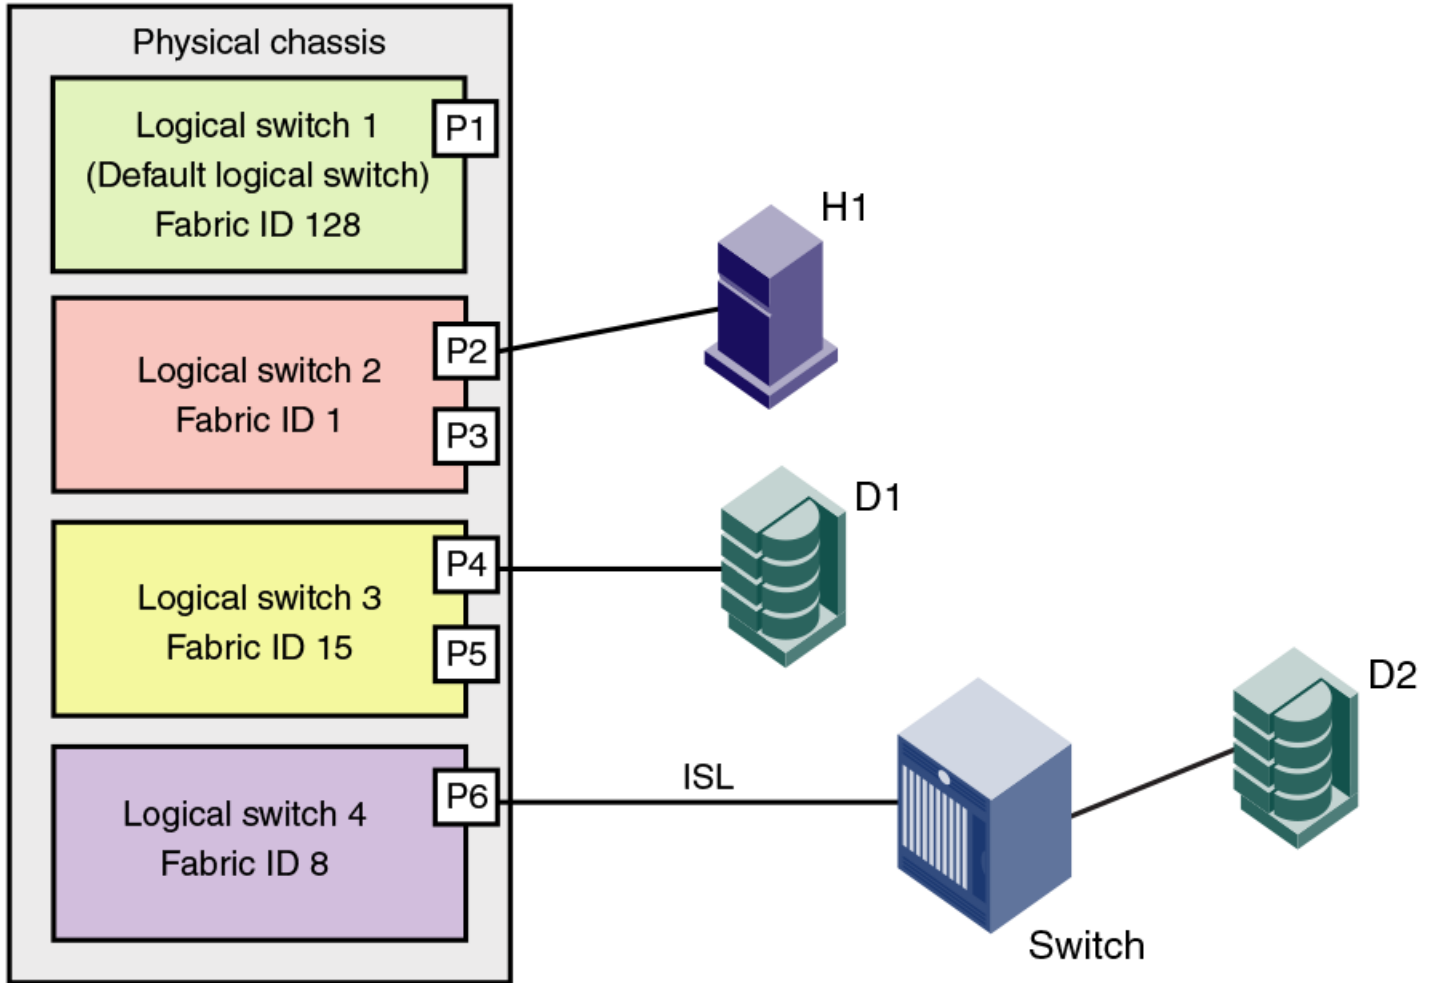 Physical chassis
Logical switch 1
(Default logical switch)
Fabric ID 128
P1
H1
Logical switch 2
Fabric ID 1
P2
P3
D1
Logical switch 3
Fabric ID 15
P4
P5
D2
Logical switch 4
Fabric ID 8
P6
ISL
Switch